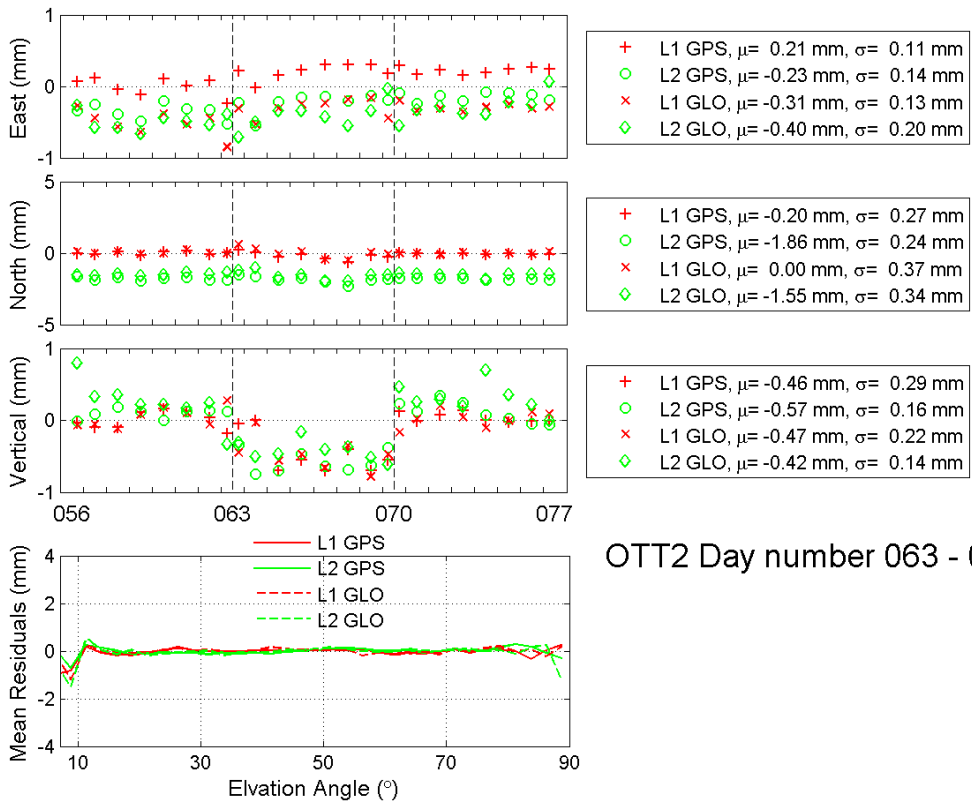 East (mm)
1
0
-1
+ L1 GPS, μ= 0.21 mm, σ= 0.11 mm
○ L2 GPS, μ= -0.23 mm, σ= 0.14 mm
× L1 GLO, μ= -0.31 mm, σ= 0.13 mm
◇ L2 GLO, μ= -0.40 mm, σ= 0.20 mm
North (mm)
5
0
-5
+ L1 GPS, μ= -0.20 mm, σ= 0.27 mm
○ L2 GPS, μ= -1.86 mm, σ= 0.24 mm
× L1 GLO, μ= 0.00 mm, σ= 0.37 mm
◇ L2 GLO, μ= -1.55 mm, σ= 0.34 mm
Vertical (mm)
1
0
-1
056 063 070 077
+ L1 GPS, μ= -0.46 mm, σ= 0.29 mm
○ L2 GPS, μ= -0.57 mm, σ= 0.16 mm
× L1 GLO, μ= -0.47 mm, σ= 0.22 mm
◇ L2 GLO, μ= -0.42 mm, σ= 0.14 mm
OTT2 Day number 063 -
Mean Residuals (mm)
4
2
0
-2
-4
L1 GPS
L2 GPS
L1 GLO
L2 GLO
10 30 50 70 90
Elvation Angle (°)